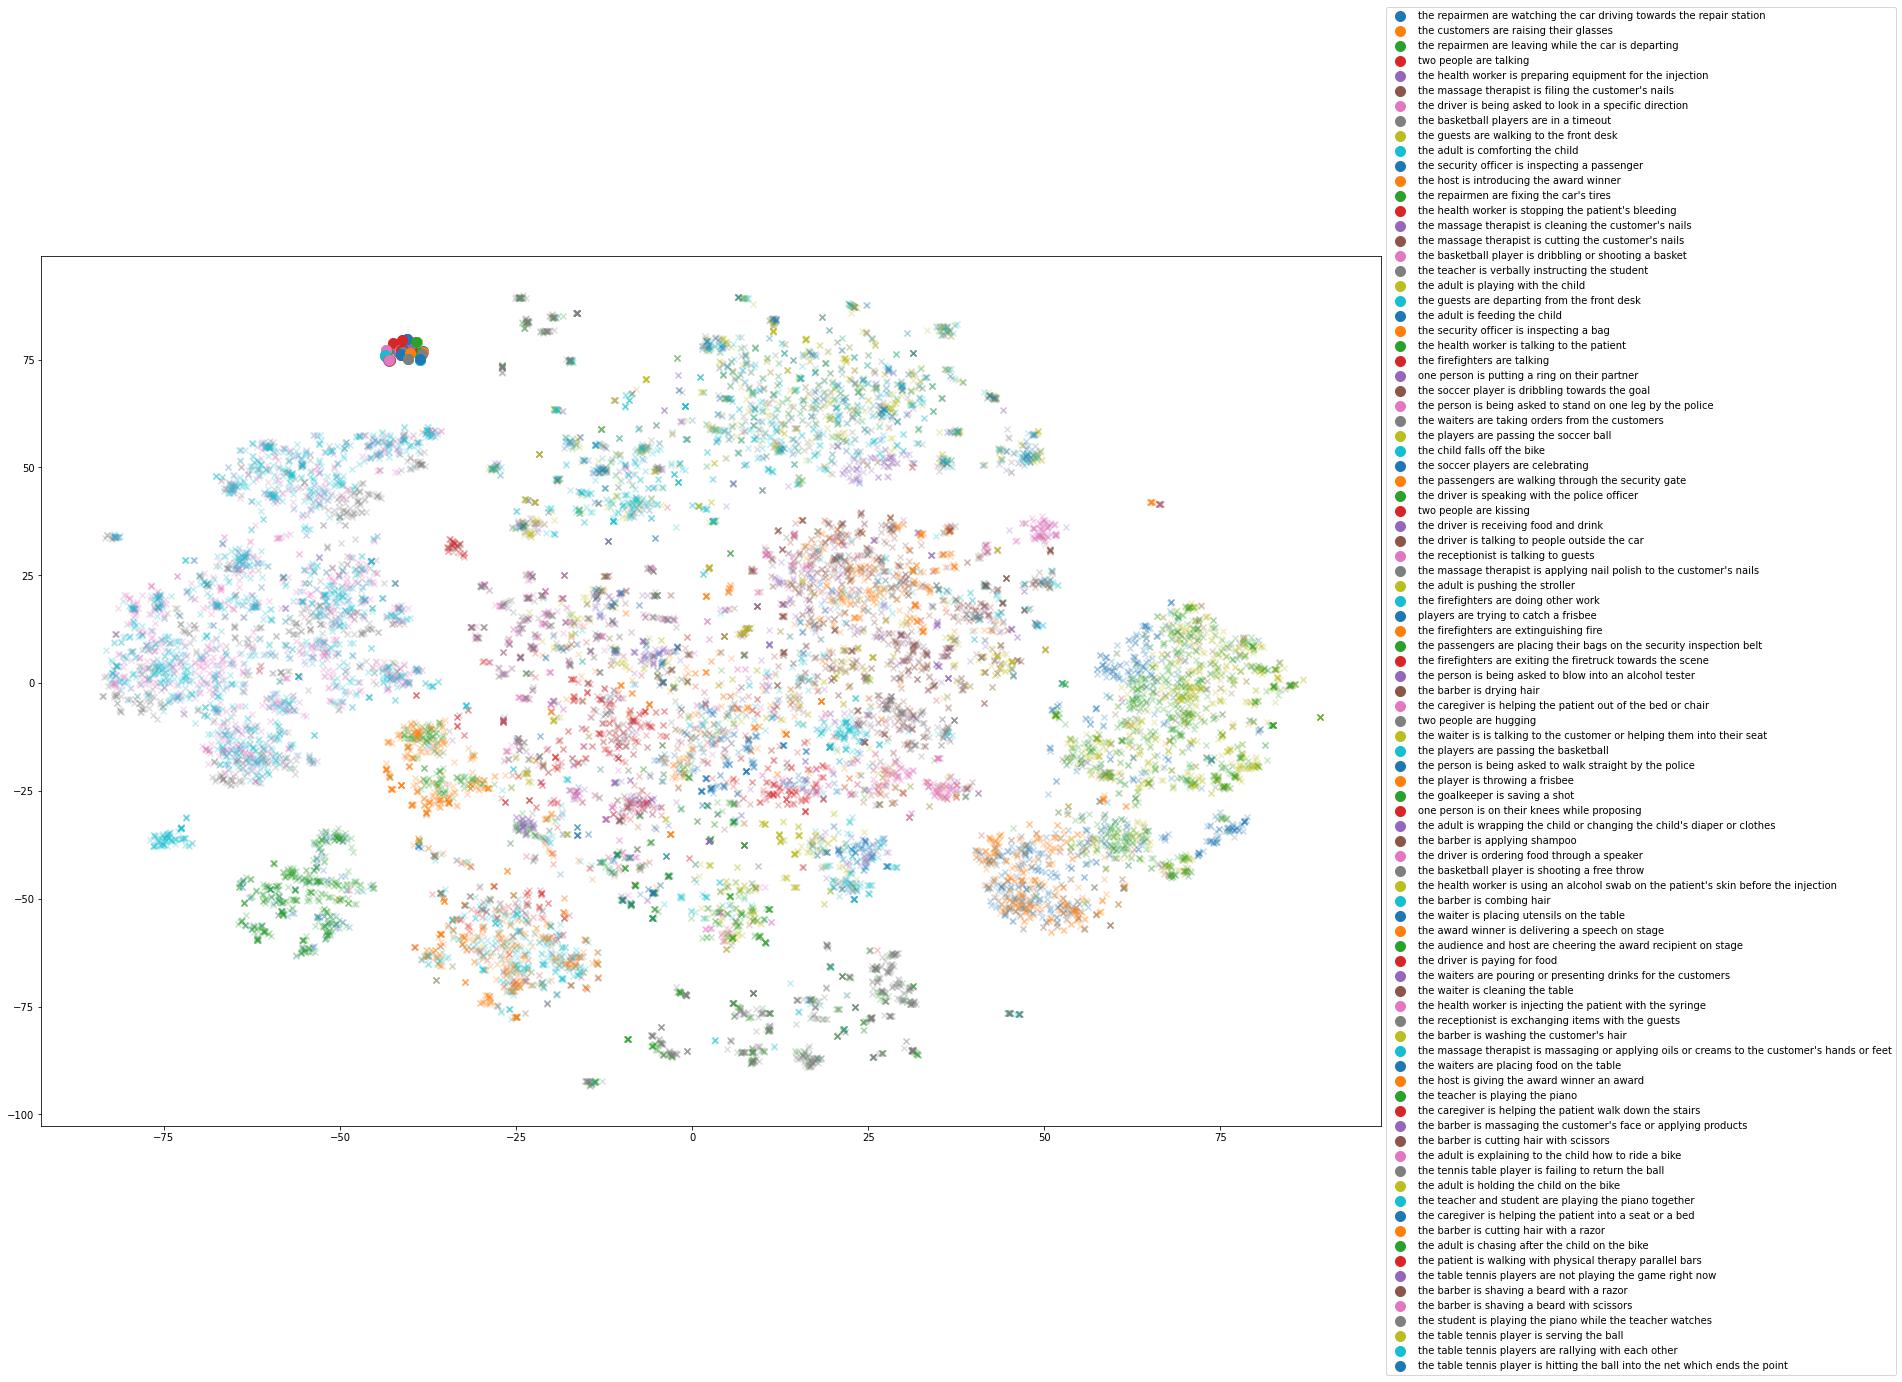 the repairmen are watching the car driving towards the repair station
the customers are raising their glasses
the repairmen are leaving while the car is departing
two people are talking
the health worker is preparing equipment for the injection
the massage therapist is filing the customer's nails
the driver is being asked to look in a specific direction
the basketball players are in a timeout
the guests are walking to the front desk
the adult is comforting the child
the security officer is inspecting a passenger
the host is introducing the award winner
the repairmen are fixing the car's tires
the health worker is stopping the patient's bleeding
the massage therapist is cleaning the customer's nails
the massage therapist is cutting the customer's nails
the basketball player is dribbling or shooting a basket
the teacher is verbally instructing the student
the adult is playing with the child
the guests are departing from the front desk
the adult is feeding the child
the security officer is inspecting a bag
the health worker is talking to the patient
the firefighters are talking
one person is putting a ring on their partner
the soccer player is dribbling towards the goal
the person is being asked to stand on one leg by the police
the waiters are taking orders from the customers
the players are passing the soccer ball
the child falls off the bike
the soccer players are celebrating
the passengers are walking through the security gate
the driver is speaking with the police officer
two people are kissing
the driver is receiving food and drink
the driver is talking to people outside the car
the receptionist is talking to guests
the massage therapist is applying nail polish to the customer's nails
the adult is pushing the stroller
the firefighters are doing other work
players are trying to catch a frisbee
the firefighters are extinguishing fire
the passengers are placing their bags on the security inspection belt
the firefighters are exiting the firetruck towards the scene
the person is being asked to blow into an alcohol tester
the barber is drying hair
the caregiver is helping the patient out of the bed or chair
two people are hugging
the waiter is is talking to the customer or helping them into their seat
the players are passing the basketball
the person is being asked to walk straight by the police
the player is throwing a frisbee
the goalkeeper is saving a shot
one person is on their knees while proposing
the adult is wrapping the child or changing the child's diaper or clothes
the barber is applying shampoo
the driver is ordering food through a speaker
the basketball player is shooting a free throw
the health worker is using an alcohol swab on the patient's skin before the injection
the barber is combing hair
the waiter is placing utensils on the table
the award winner is delivering a speech on stage
the audience and host are cheering the award recipient on stage
the driver is paying for food
the waiters are pouring or presenting drinks for the customers
the waiter is cleaning the table
the health worker is injecting the patient with the syringe
the receptionist is exchanging items with the guests
the barber is washing the customer's hair
the massage therapist is massaging or applying oils or creams to the customer's hands or feet
the waiters are placing food on the table
the host is giving the award winner an award
the teacher is playing the piano
the caregiver is helping the patient walk down the stairs
the barber is massaging the customer's face or applying products
the barber is cutting hair with scissors
the adult is explaining to the child how to ride a bike
the tennis table player is failing to return the ball
the adult is holding the child on the bike
the teacher and student are playing the piano together
the caregiver is helping the patient into a seat or a bed
the barber is cutting hair with a razor
the adult is chasing after the child on the bike
the patient is walking with physical therapy parallel bars
the table tennis players are not playing the game right now
the barber is shaving a beard with a razor
the barber is shaving a beard with scissors
the student is playing the piano while the teacher watches
the table tennis player is serving the ball
the table tennis players are rallying with each other
the table tennis player is hitting the ball into the net which ends the point
75
50
25
0
−25
−50
−75
−100
−75
−50
−25
0
25
50
75